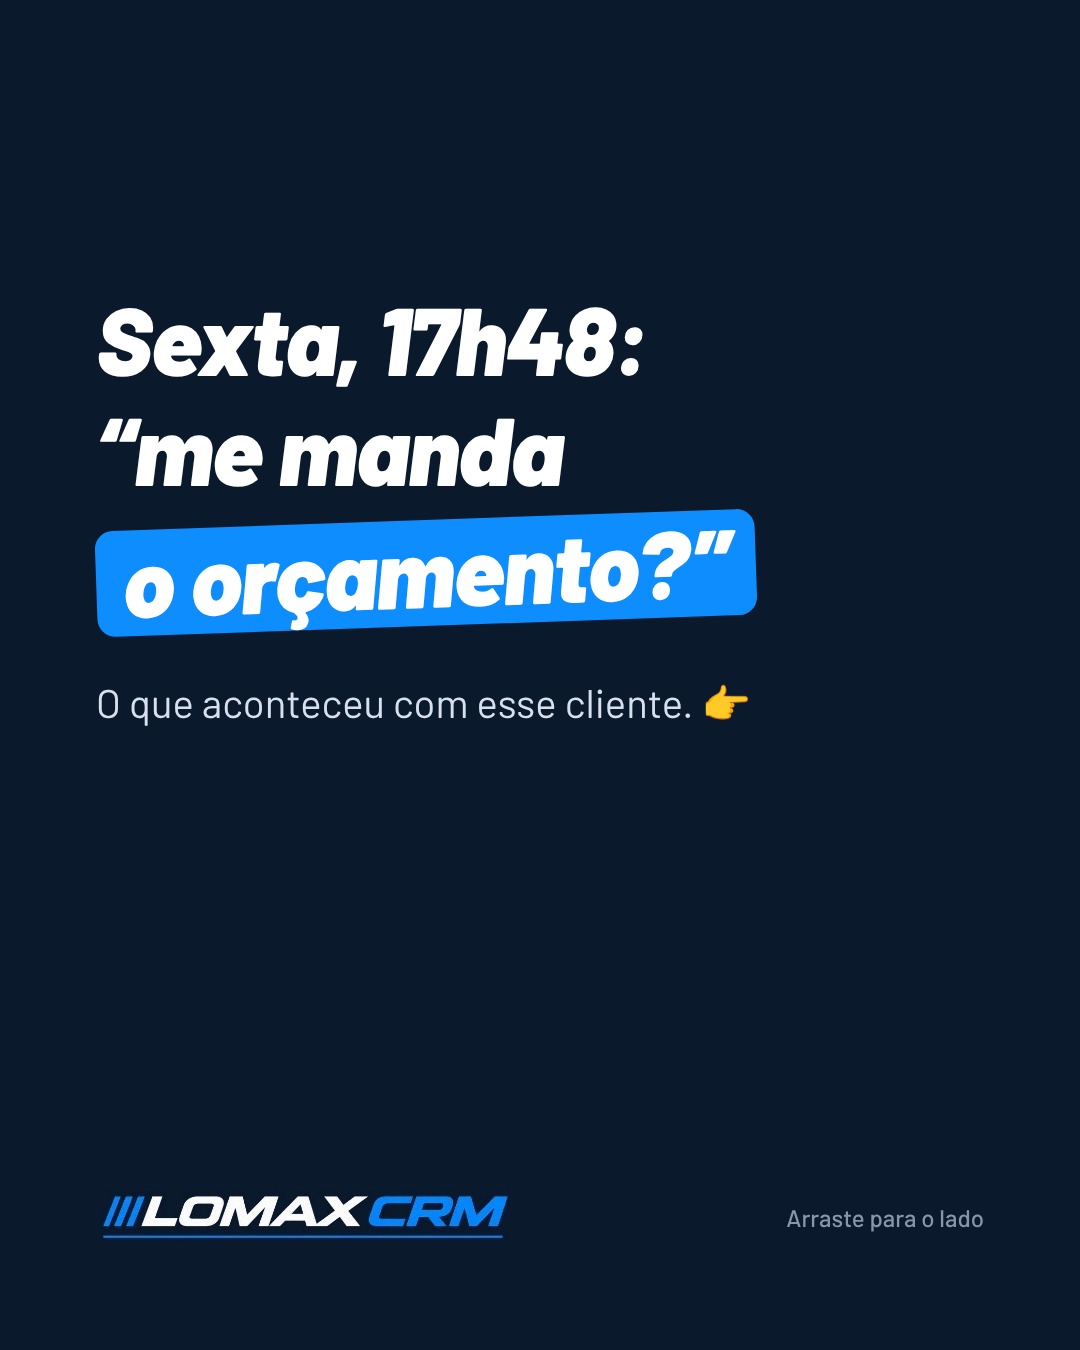 Sexta, 17h48:
“me manda
o orçamento?”
O que aconteceu com esse cliente. 👉
LOMAX CRM
Arraste para o lado